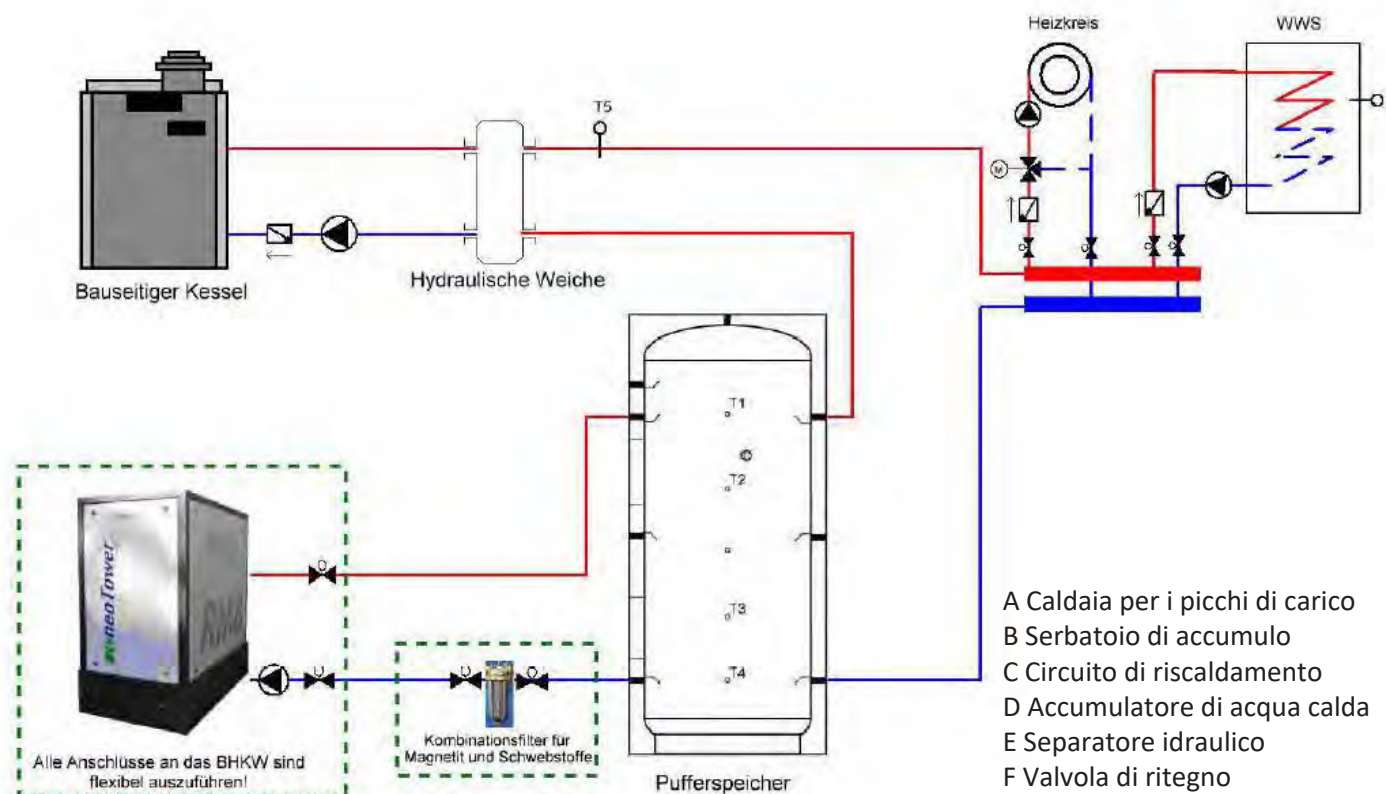 Heizkreis
WWS
T5
M
Bauseitiger Kessel
Hydraulische Weiche
T1
T2
T3
T4
neoTower
RMB
Alle Anschlüsse an das BHKW sind
flexibel auszuführen!
Kombinationsfilter für
Magnetit und Schwebstoffe
Pufferspeicher
A Caldaia per i picchi di carico
B Serbatoio di accumulo
C Circuito di riscaldamento
D Accumulatore di acqua calda
E Separatore idraulico
F Valvola di ritegno